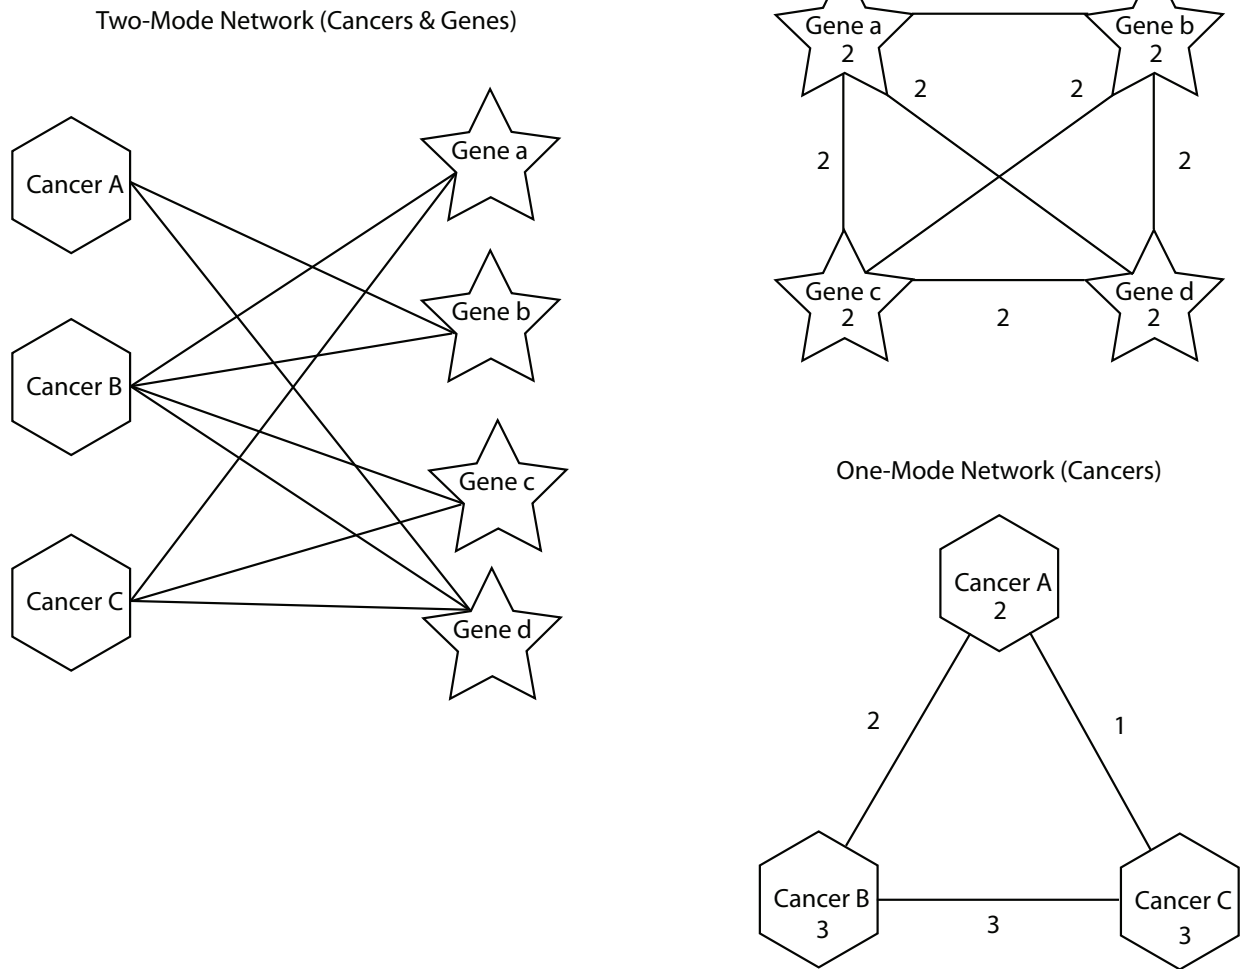 Two-Mode Network (Cancers & Genes)
Cancer A
Cancer B
Cancer C
Gene a
Gene b
Gene c
Gene d
Gene a
2
Gene b
2
2
2
2
2
Gene c
2
Gene d
2
2
One-Mode Network (Cancers)
Cancer A
2
2
1
Cancer B
3
3
Cancer C
3